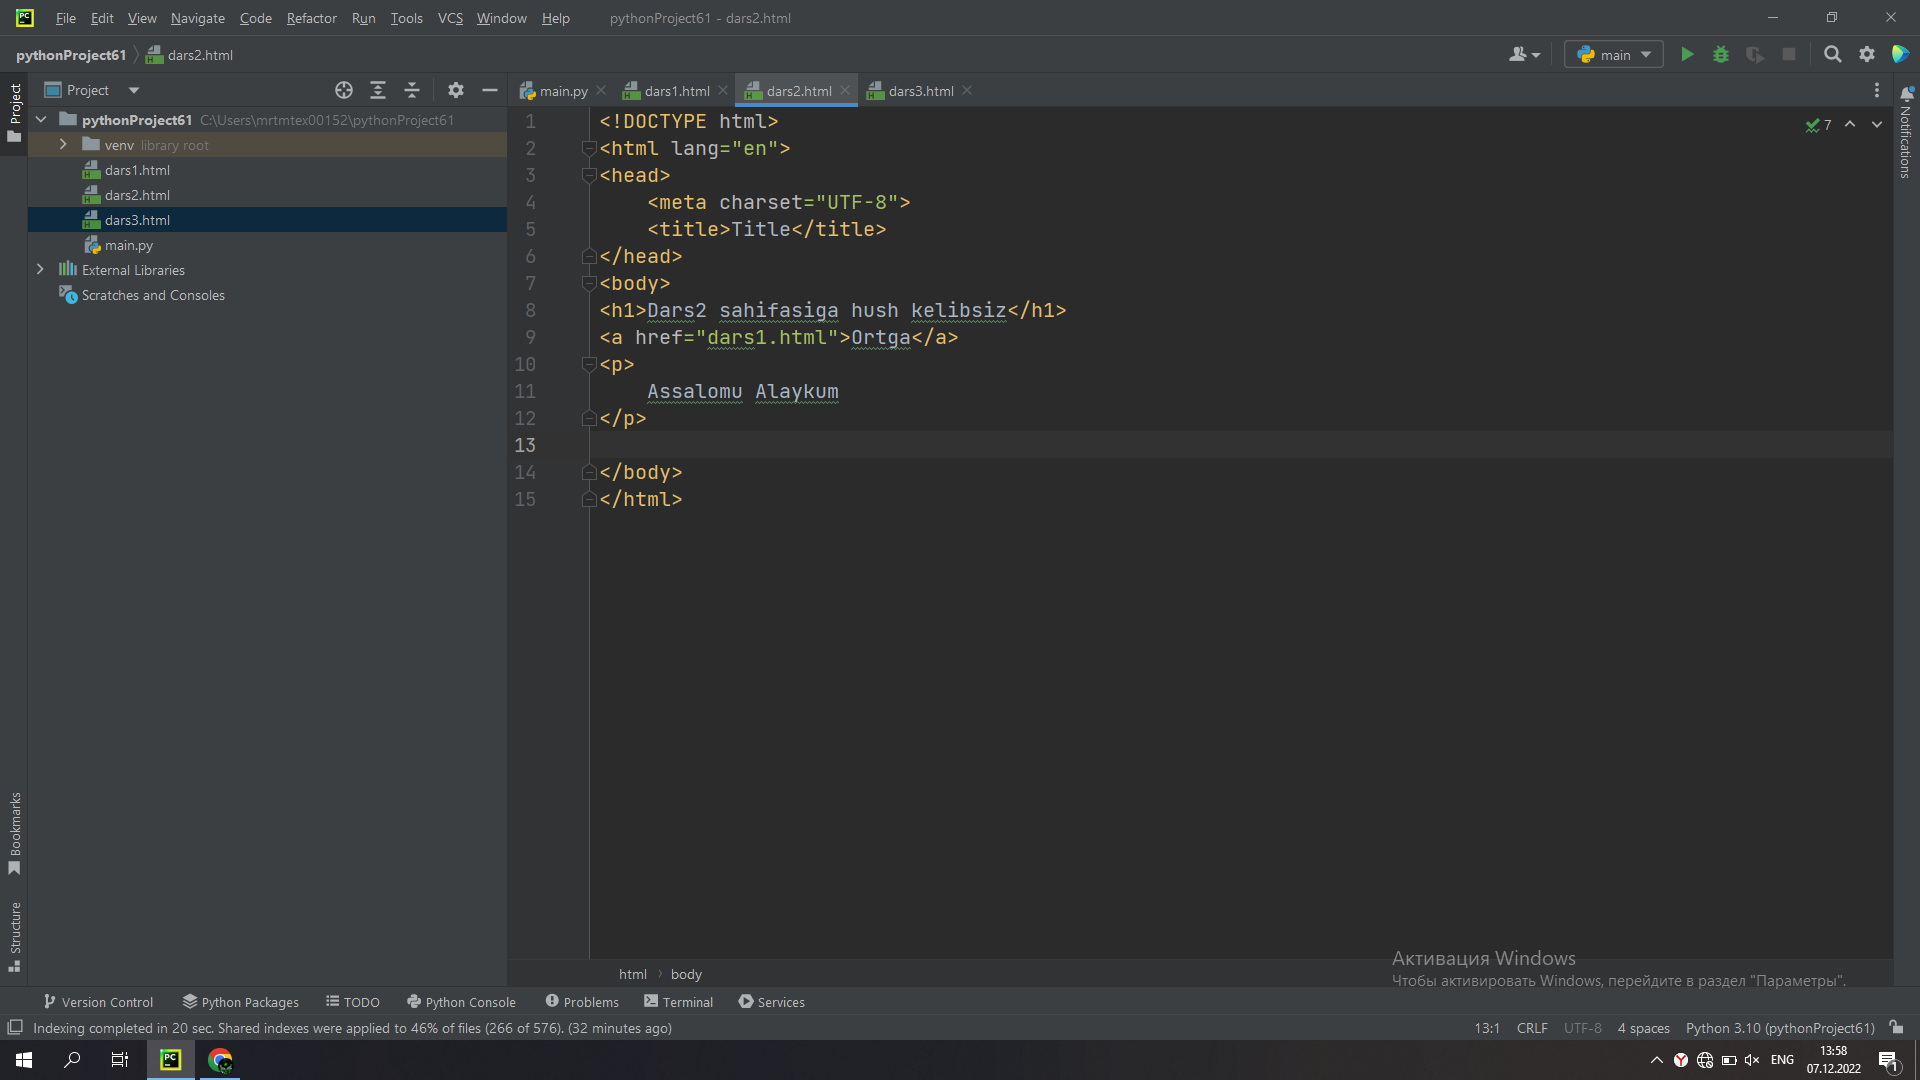 File Edit View Navigate Code Refactor Run Tools VCS Window Help pythonProject61 - dars2.html
pythonProject61 dars2.html
main
Project
main.py dars1.html dars2.html dars3.html
pythonProject61 C:\Users\mrtmtex00152\pythonProject61
venv library root
dars1.html
dars2.html
dars3.html
main.py
External Libraries
Scratches and Consoles
Project
Bookmarks
Structure
Notifications
7
1 <!DOCTYPE html>
2 <html lang="en">
3 <head>
4 <meta charset="UTF-8">
5 <title>Title</title>
6 </head>
7 <body>
8 <h1>Dars2 sahifasiga hush kelibsiz</h1>
9 <a href="dars1.html">Ortga</a>
10 <p>
11 Assalomu Alaykum
12 </p>
13
14 </body>
15 </html>
Активация Windows
Чтобы активировать Windows, перейдите в раздел "Параметры".
html body
Version Control Python Packages TODO Python Console Problems Terminal Services
Indexing completed in 20 sec. Shared indexes were applied to 46% of files (266 of 576). (32 minutes ago)
13:1 CRLF UTF-8 4 spaces Python 3.10 (pythonProject61)
PC
ENG
13:58
07.12.2022
1